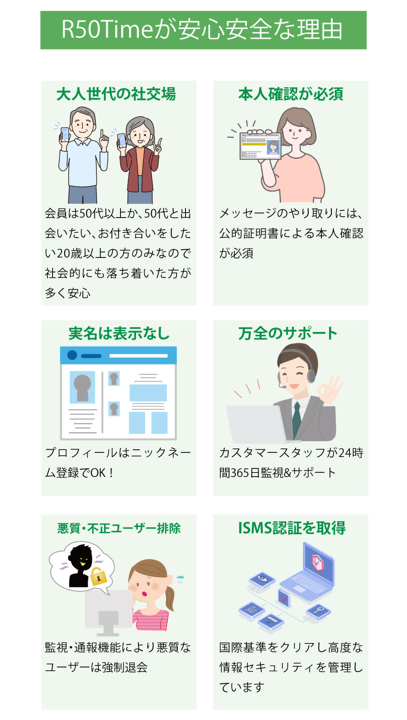 R50Timeが安心安全な理由
大人世代の社交場
会員は50代以上か、50代と出
会いたい、お付き合いをした
い20歳以上の方のみなので
社会的にも落ち着いた方が
多く安心
本人確認が必須
メッセージのやり取りには、
公的証明書による本人確認
が必須
実名は表示なし
プロフィールはニックネー
ム登録でOK！
万全のサポート
カスタマースタッフが24時
間365日監視&サポート
悪質・不正ユーザー排除
監視・通報機能により悪質な
ユーザーは強制退会
ISMS認証を取得
国際基準をクリアし高度な
情報セキュリティを管理し
ています